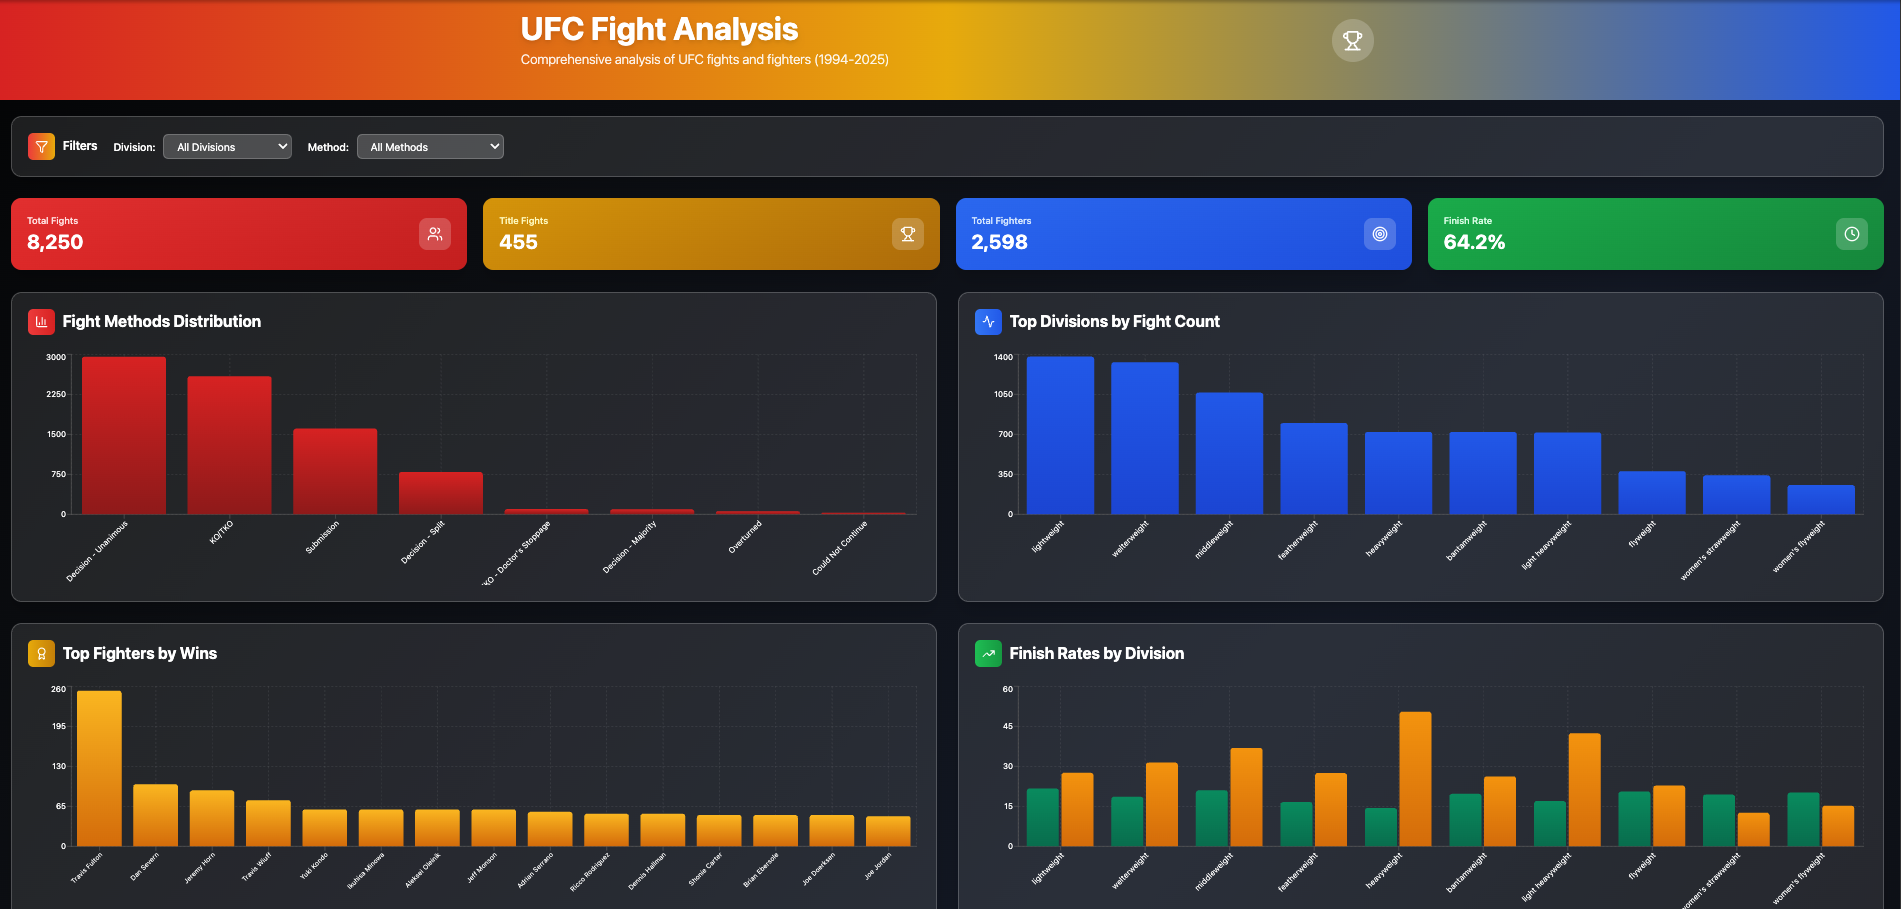 UFC Fight Analysis
Comprehensive analysis of UFC fights and fighters (1994-2025)
Filters
Division:
All Divisions
Method:
All Methods
Total Fights
8,250
Title Fights
455
Total Fighters
2,598
Finish Rate
64.2%
Fight Methods Distribution
3000
2250
1500
750
0
Decision - Unanimous
KO/TKO
Submission
Decision - Split
KO - Doctor's Stoppage
Decision - Majority
Overturned
Could Not Continue
Top Divisions by Fight Count
1400
1050
700
350
0
lightweight
welterweight
middleweight
featherweight
heavyweight
bantamweight
light heavyweight
flyweight
women's strawweight
women's flyweight
Top Fighters by Wins
260
195
130
65
0
Travis Fulton
Dan Severn
Jeremy Horn
Travis Wiuff
Yuki Kondo
Ikuhisa Minowa
Aleksei Oleinik
Jeff Monson
Adrian Serrano
Ricco Rodriguez
Dennis Hallman
Shonie Carter
Brian Ebersole
Joe Doerksen
Joe Jordan
Finish Rates by Division
60
45
30
15
0
lightweight
welterweight
middleweight
featherweight
heavyweight
bantamweight
light heavyweight
flyweight
women's strawweight
women's flyweight